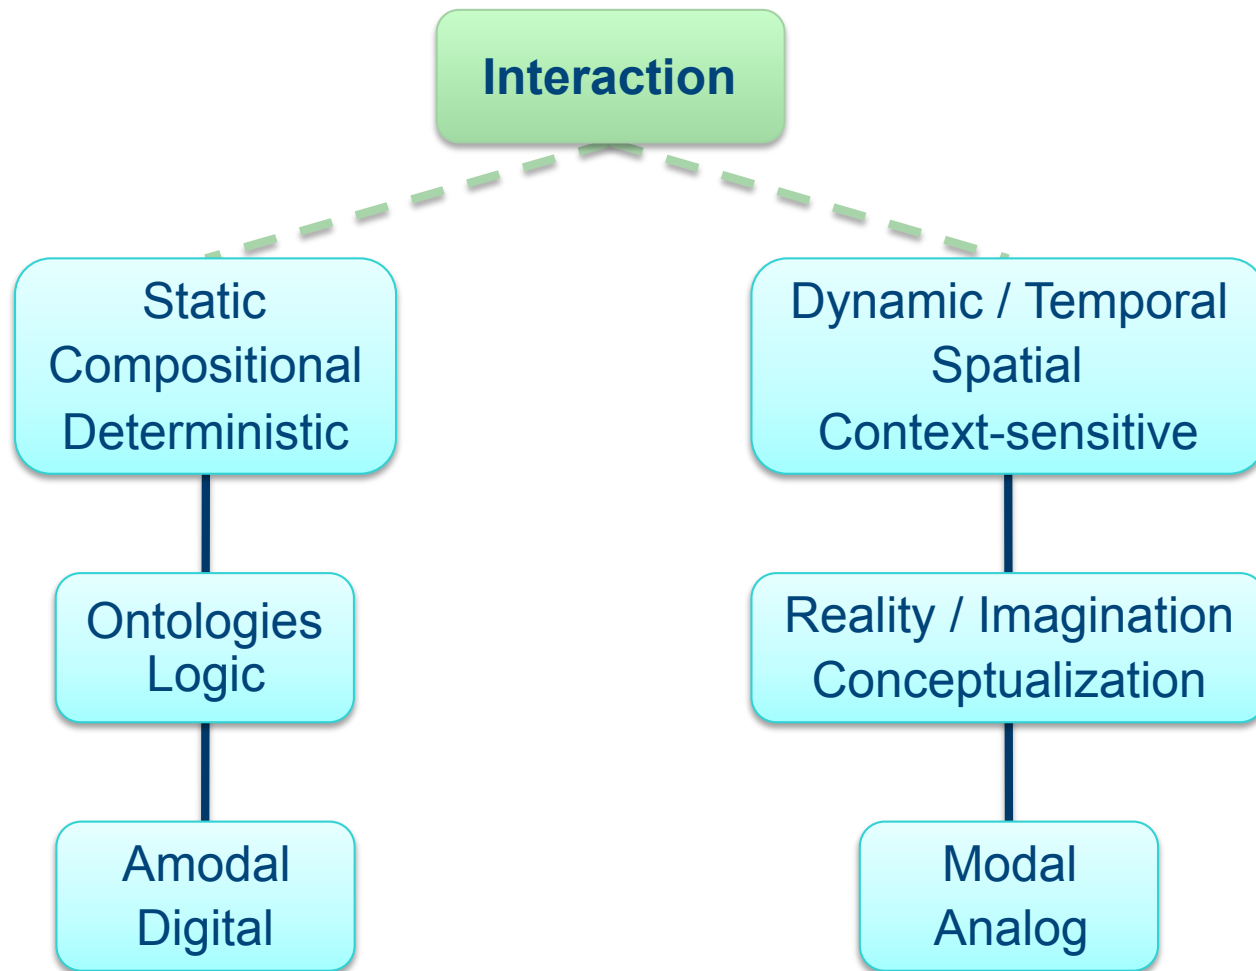 Interaction
Static
Compositional
Deterministic
Dynamic / Temporal
Spatial
Context-sensitive
Ontologies
Logic
Reality / Imagination
Conceptualization
Amodal
Digital
Modal
Analog